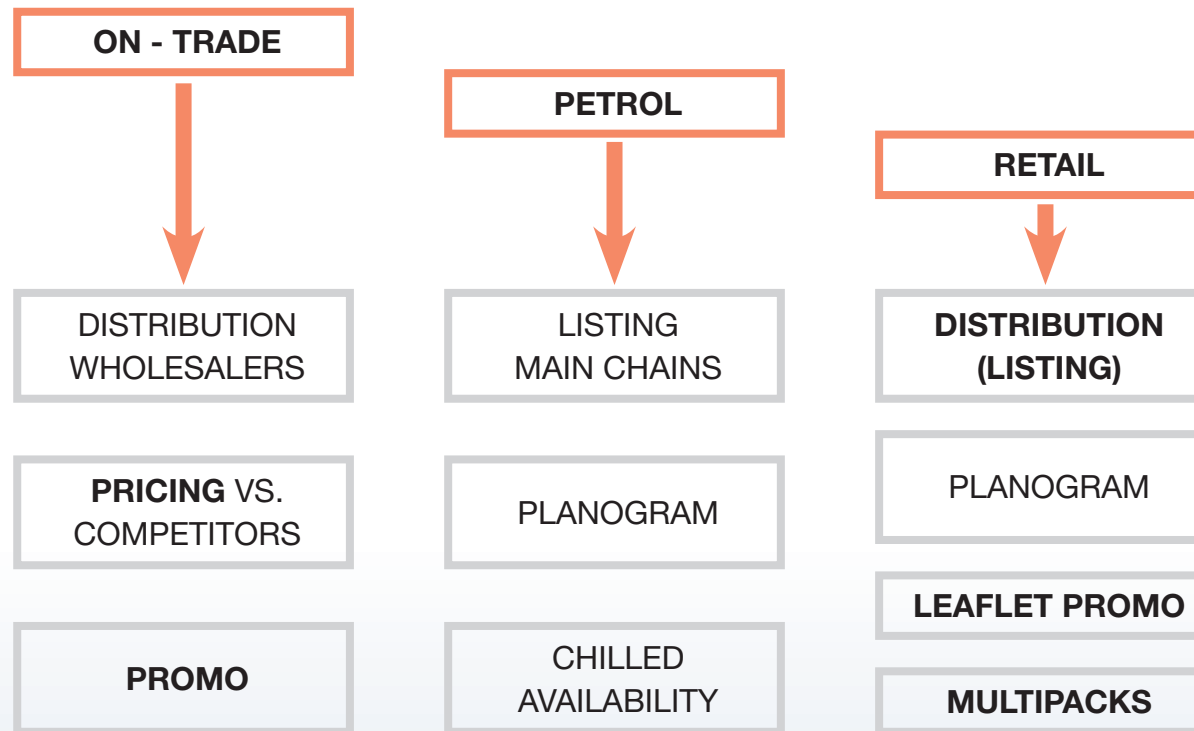 ON - TRADE
DISTRIBUTION
WHOLESALERS
PRICING VS.
COMPETITORS
PROMO
PETROL
LISTING
MAIN CHAINS
PLANOGRAM
CHILLED
AVAILABILITY
RETAIL
DISTRIBUTION
(LISTING)
PLANOGRAM
LEAFLET PROMO
MULTIPACKS